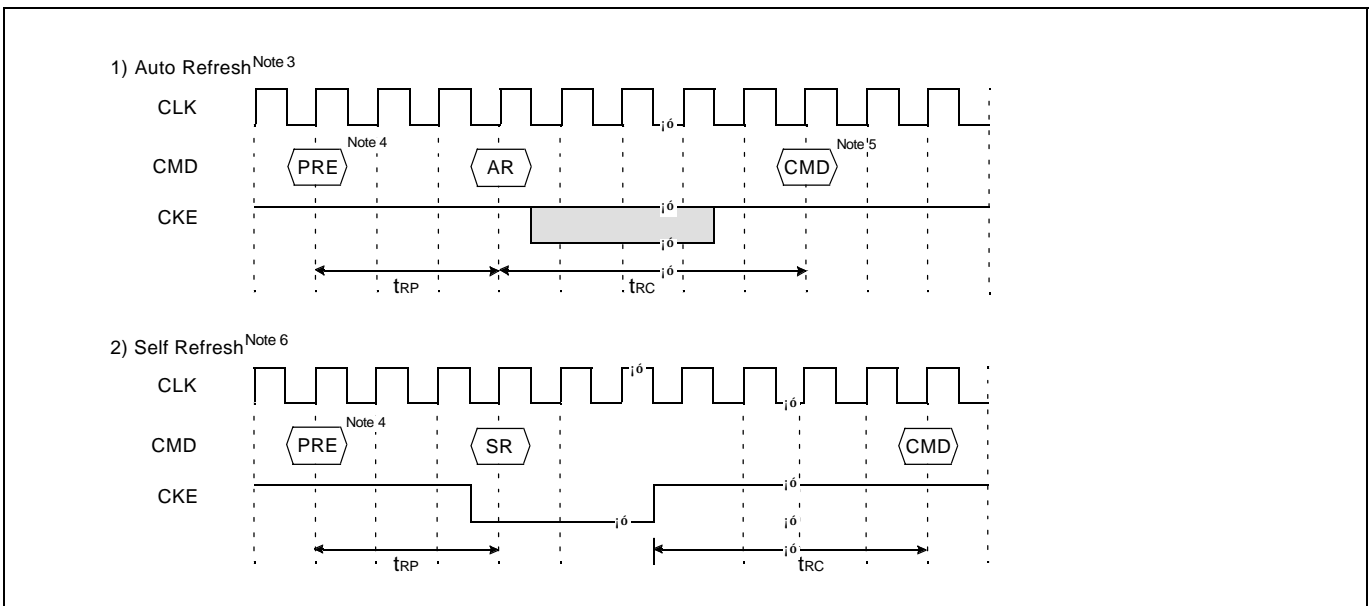 1) Auto Refresh Note 3
CLK
¡ó
CMD
PRE Note 4 AR CMD Note 5
CKE
¡ó
¡ó
¡ó
tRP tRC
2) Self Refresh Note 6
CLK
¡ó
¡ó
CMD
PRE Note 4 SR CMD
CKE
¡ó
¡ó ¡ó
¡ó
tRP tRC